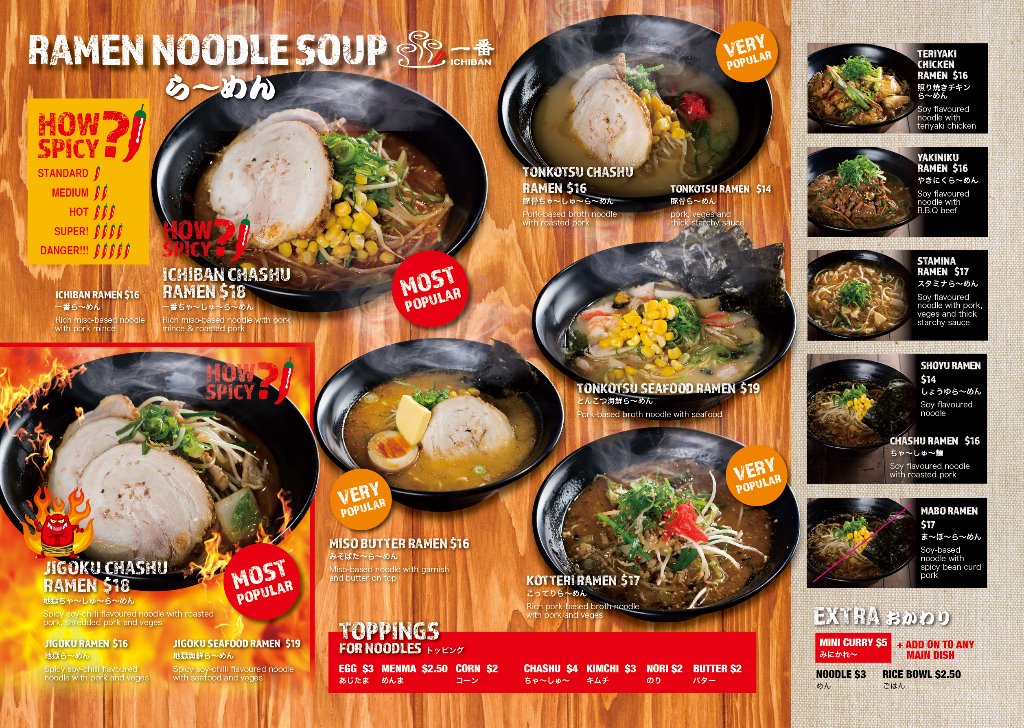 RAMEN NOODLE SOUP
一番
ICHIBAN
ら〜めん
HOW SPICY?
STANDARD
MEDIUM
HOT
SUPER!
DANGER!!!
HOW SPICY?
ICHIBAN CHASHU
RAMEN $18
一番ちゃ〜しゅ〜ら〜めん
Rich miso-based noodle with pork
mince & roasted pork
MOST
POPULAR
ICHIBAN RAMEN $16
一番ら〜めん
Rich miso-based noodle
with pork mince
VERY
POPULAR
TONKOTSU CHASHU
RAMEN $16
豚骨ちゃ〜しゅ〜ら〜めん
Pork-based broth noodle
with roasted pork
TONKOTSU RAMEN $14
豚骨ら〜めん
pork, veges and
thick starchy sauce
TONKOTSU SEAFOOD RAMEN $19
とんこつ海鮮ら〜めん
Pork-based broth noodle with seafood
HOW SPICY?
JIGOKU CHASHU
RAMEN $18
地獄ちゃ〜しゅ〜ら〜めん
Spicy soy-chilli flavoured noodle with roasted
pork, shredded pork and veges
MOST
POPULAR
JIGOKU RAMEN $16
地獄ら〜めん
Spicy soy-chilli flavoured
noodle with pork and veges
JIGOKU SEAFOOD RAMEN $19
地獄海鮮ら〜めん
Spicy soy-chilli flavoured noodle
with seafood and veges
VERY
POPULAR
MISO BUTTER RAMEN $16
みそばた〜ら〜めん
Miso-based noodle with garnish
and butter on top
VERY
POPULAR
KOTTERI RAMEN $17
こってりら〜めん
Rich pork-based broth noodle
with pork and veges
TOPPINGS
FOR NOODLES トッピング
EGG $3 MENMA $2.50 CORN $2 CHASHU $4 KIMCHI $3 NORI $2 BUTTER $2
あじたま めんま コーン ちゃ〜しゅ〜 キムチ のり バター
TERIYAKI
CHICKEN
RAMEN $16
照り焼きチキン
ら〜めん
Soy flavoured
noodle with
teriyaki chicken
YAKINIKU
RAMEN $16
やきにくら〜めん
Soy flavoured
noodle with
B.B.Q beef
STAMINA
RAMEN $17
スタミナら〜めん
Soy flavoured
noodle with pork,
veges and thick
starchy sauce
SHOYU RAMEN
$14
しょうゆら〜めん
Soy flavoured
noodle
CHASHU RAMEN $16
ちゃ〜しゅ〜麺
Soy flavoured noodle
with roasted pork
MABO RAMEN
$17
ま〜ぼ〜ら〜めん
Soy-based
noodle with
spicy bean curd
pork
EXTRA おかわり
MINI CURRY $5
みにかれ〜
+ ADD ON TO ANY
MAIN DISH
NOODLE $3 RICE BOWL $2.50
めん ごはん